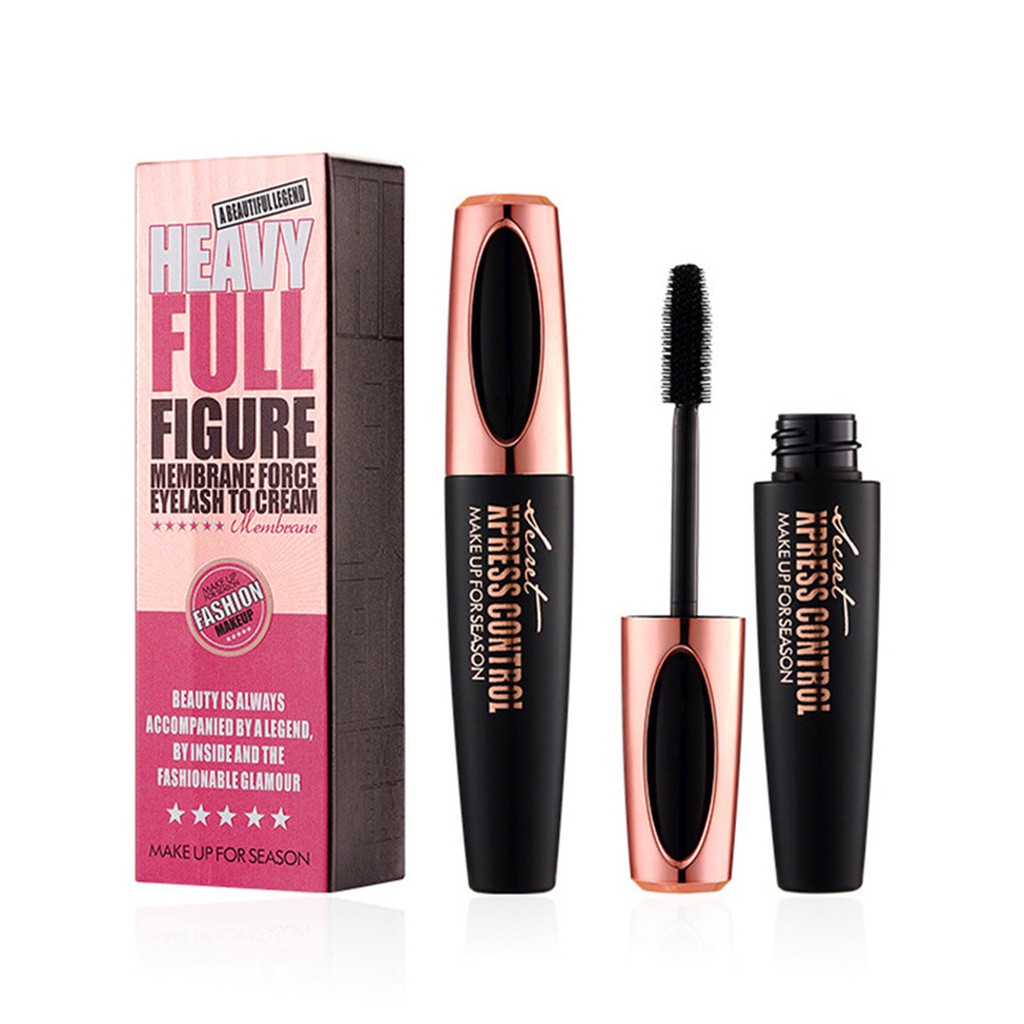 A BEAUTIFUL LEGEND
HEAVY
FULL
FIGURE
MEMBRANE FORCE
EYELASH TO CREAM
Membrane
MAKE UP
FOR SEASON
FASHION
MAKEUP
BEAUTY IS ALWAYS
ACCOMPANIED BY A LEGEND,
BY INSIDE AND THE
FASHIONABLE GLAMOUR
MAKE UP FOR SEASON
Secret
XPRESS CONTROL
MAKE UP FOR SEASON
Secret
XPRESS CONTROL
MAKE UP FOR SEASON